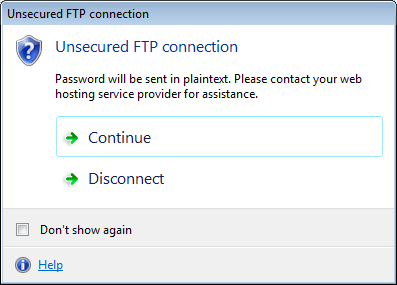 Unsecured FTP connection
Unsecured FTP connection
Password will be sent in plaintext. Please contact your web
hosting service provider for assistance.
Continue
Disconnect
Don't show again
Help